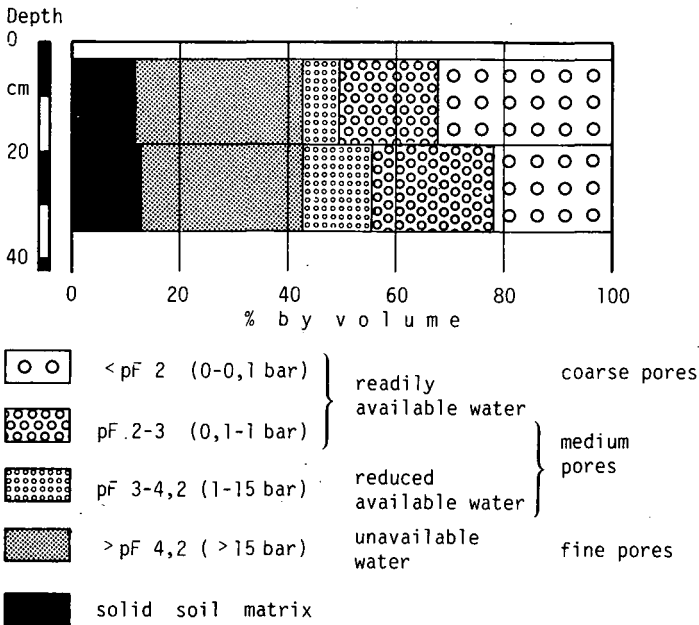 Depth
0
cm
20
40
0 20 40 60 80 100
% by volume
< pF 2 (0-0,1 bar)
readily
available water
coarse pores
pF.2-3 (0,1-1 bar)
medium
pores
pF 3-4,2 (1-15 bar)
reduced
available water
> pF 4,2 ( >15 bar)
unavailable
water
fine pores
solid soil matrix